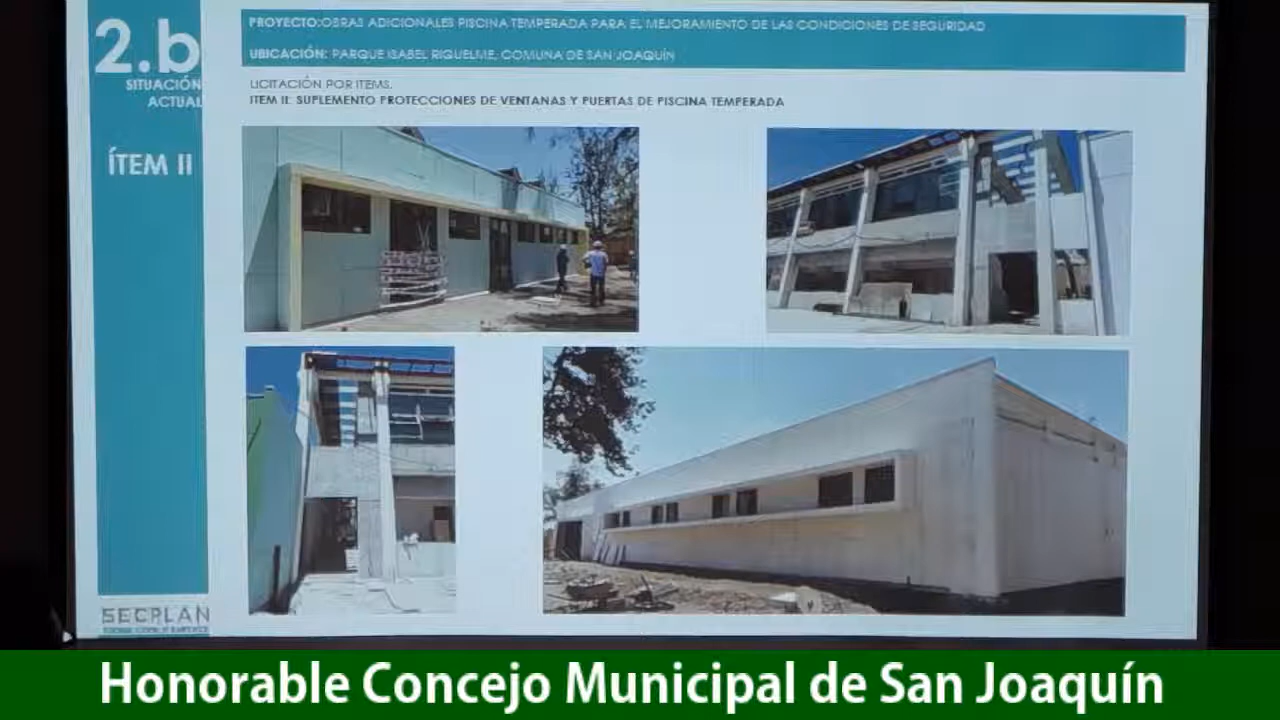 2.b
SITUACIÓN
ACTUAL
ÍTEM II
PROYECTO:OBRAS ADICIONALES PISCINA TEMPERADA PARA EL MEJORAMIENTO DE LAS CONDICIONES DE SEGURIDAD
UBICACIÓN: PARQUE ISABEL RIQUELME, COMUNA DE SAN JOAQUÍN
LICITACIÓN POR ITEMS.
ITEM II: SUPLEMENTO PROTECCIONES DE VENTANAS Y PUERTAS DE PISCINA TEMPERADA
SECPLAN
Honorable Concejo Municipal de San Joaquín